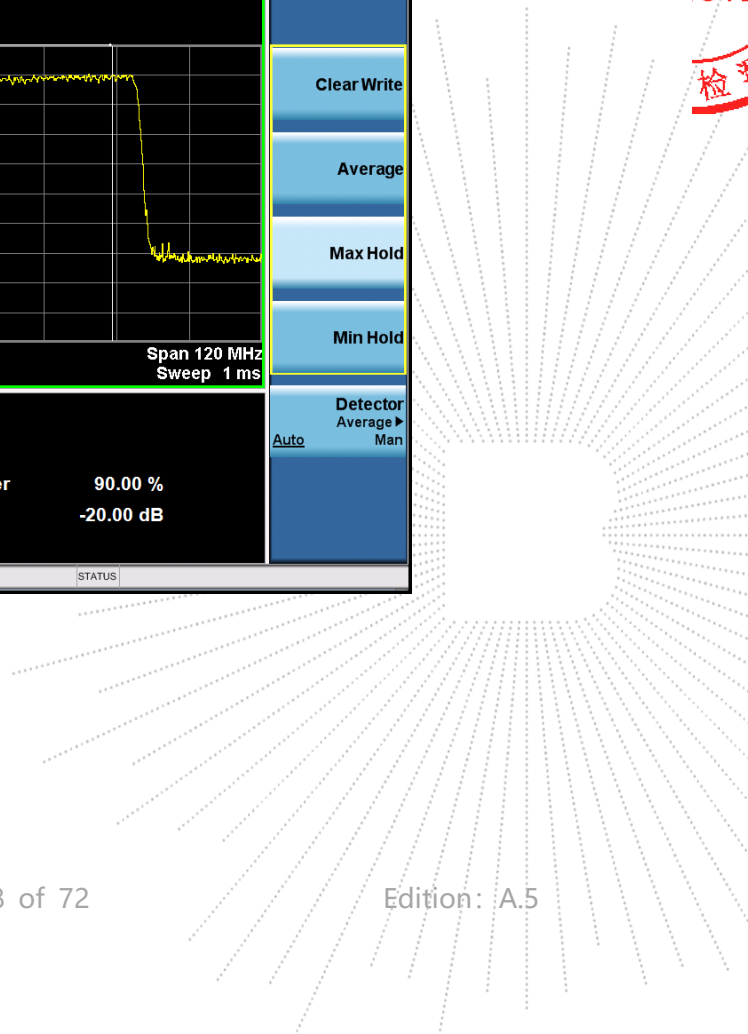 检
Clear Write
Average
Max Hold
Min Hold
Span 120 MHz
Sweep 1 ms
Detector
Average
Auto Man
90.00 %
-20.00 dB
STATUS
of 72
Edition: A.5